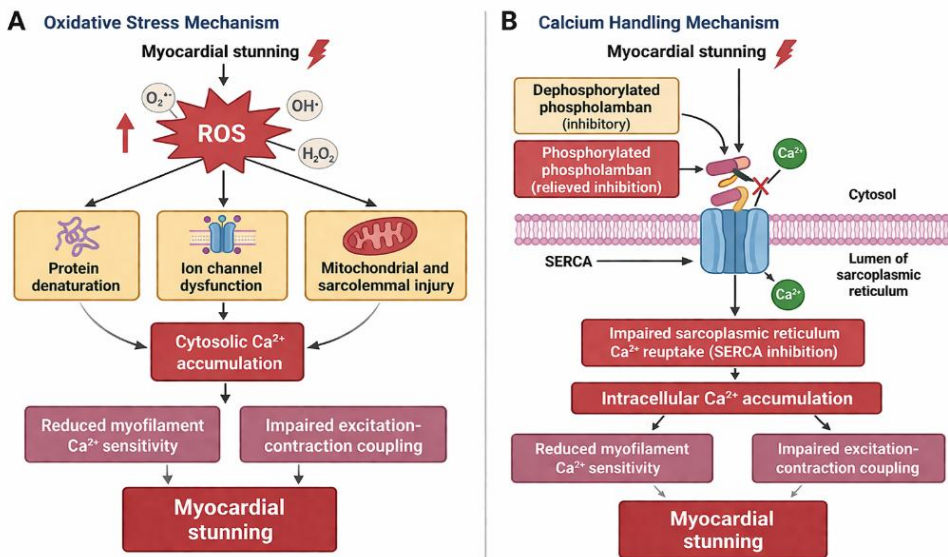 A Oxidative Stress Mechanism
Myocardial stunning
O₂•-
OH•
ROS
H₂O₂
Protein
denaturation
Ion channel
dysfunction
Mitochondrial and
sarcolemmal injury
Cytosolic Ca²⁺
accumulation
Reduced myofilament
Ca²⁺ sensitivity
Impaired excitation-
contraction coupling
Myocardial
stunning
B Calcium Handling Mechanism
Myocardial stunning
Dephosphorylated
phospholamban
(inhibitory)
Phosphorylated
phospholamban
(relieved inhibition)
Ca²⁺
Cytosol
SERCA
Lumen of
sarcoplasmic
reticulum
Ca²⁺
Impaired sarcoplasmic reticulum
Ca²⁺ reuptake (SERCA inhibition)
Intracellular Ca²⁺ accumulation
Reduced myofilament
Ca²⁺ sensitivity
Impaired excitation-
contraction coupling
Myocardial
stunning